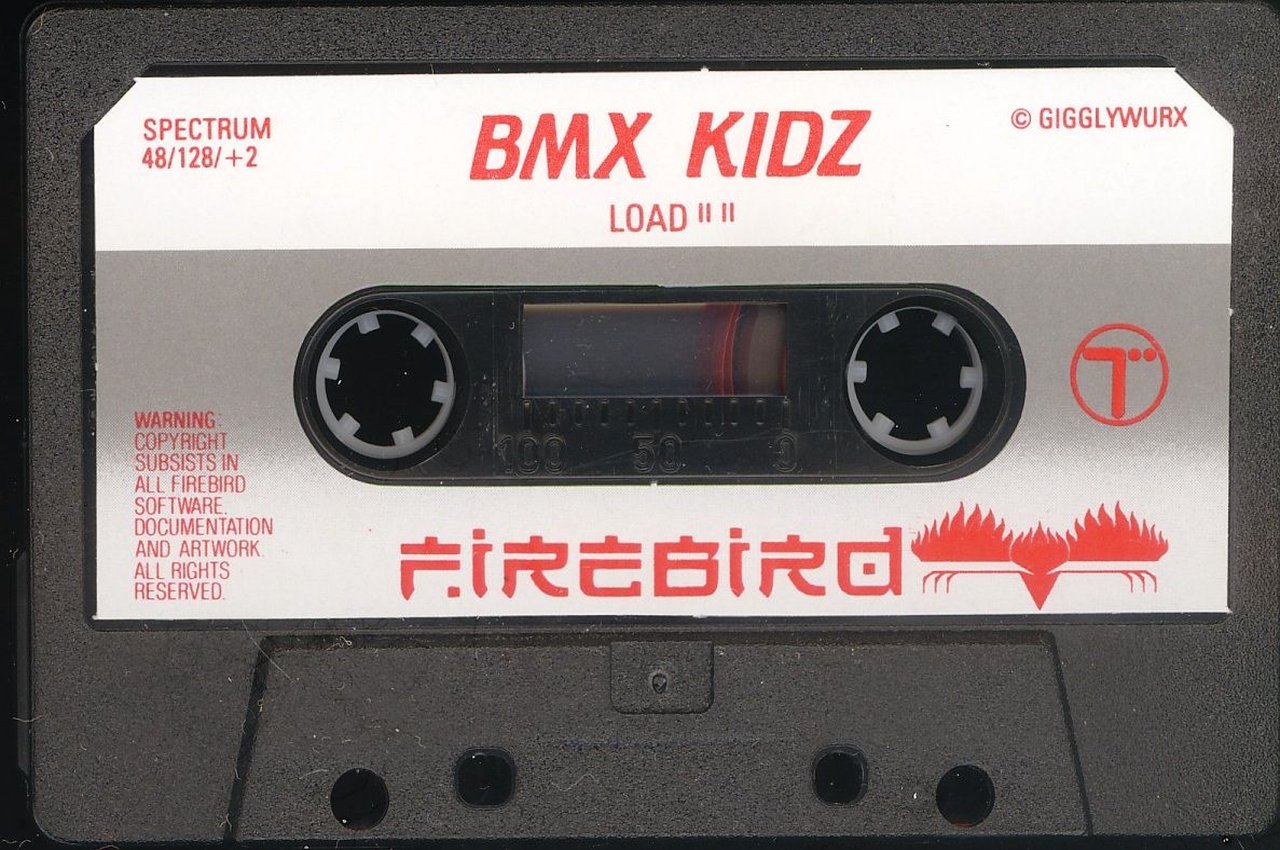 SPECTRUM
48/128/+2
BMX KIDZ
LOAD " "
© GIGGLYWURX
100 50 0
WARNING:
COPYRIGHT
SUBSISTS IN
ALL FIREBIRD
SOFTWARE.
DOCUMENTATION
AND ARTWORK.
ALL RIGHTS
RESERVED.
FIREBIRD